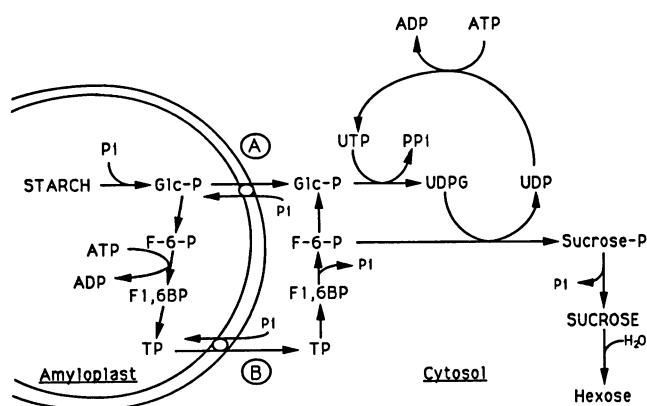 ADP ATP
A
Pi UTP PPi
STARCH Glc-P Glc-P UDPG UDP
Pi
ATP F-6-P F-6-P Sucrose-P
ADP Pi Pi
F1,6BP F1,6BP
Pi SUCROSE
H₂O
TP TP
Amyloplast B Cytosol
Hexose